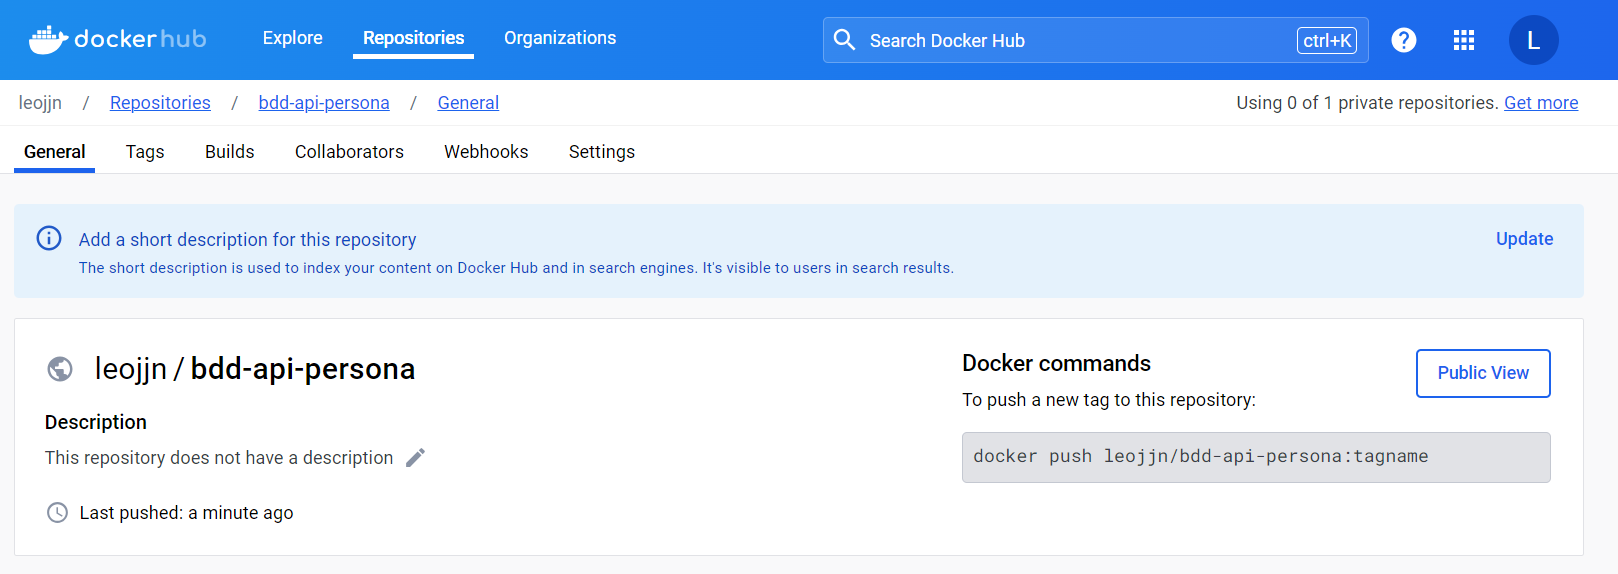 dockerhub Explore Repositories Organizations Search Docker Hub ctrl+K ? L
leojjn / Repositories / bdd-api-persona / General Using 0 of 1 private repositories. Get more
General Tags Builds Collaborators Webhooks Settings
Add a short description for this repository Update
The short description is used to index your content on Docker Hub and in search engines. It's visible to users in search results.
leojjn / bdd-api-persona
Description
This repository does not have a description
Last pushed: a minute ago
Docker commands
Public View
To push a new tag to this repository:
docker push leojjn/bdd-api-persona:tagname